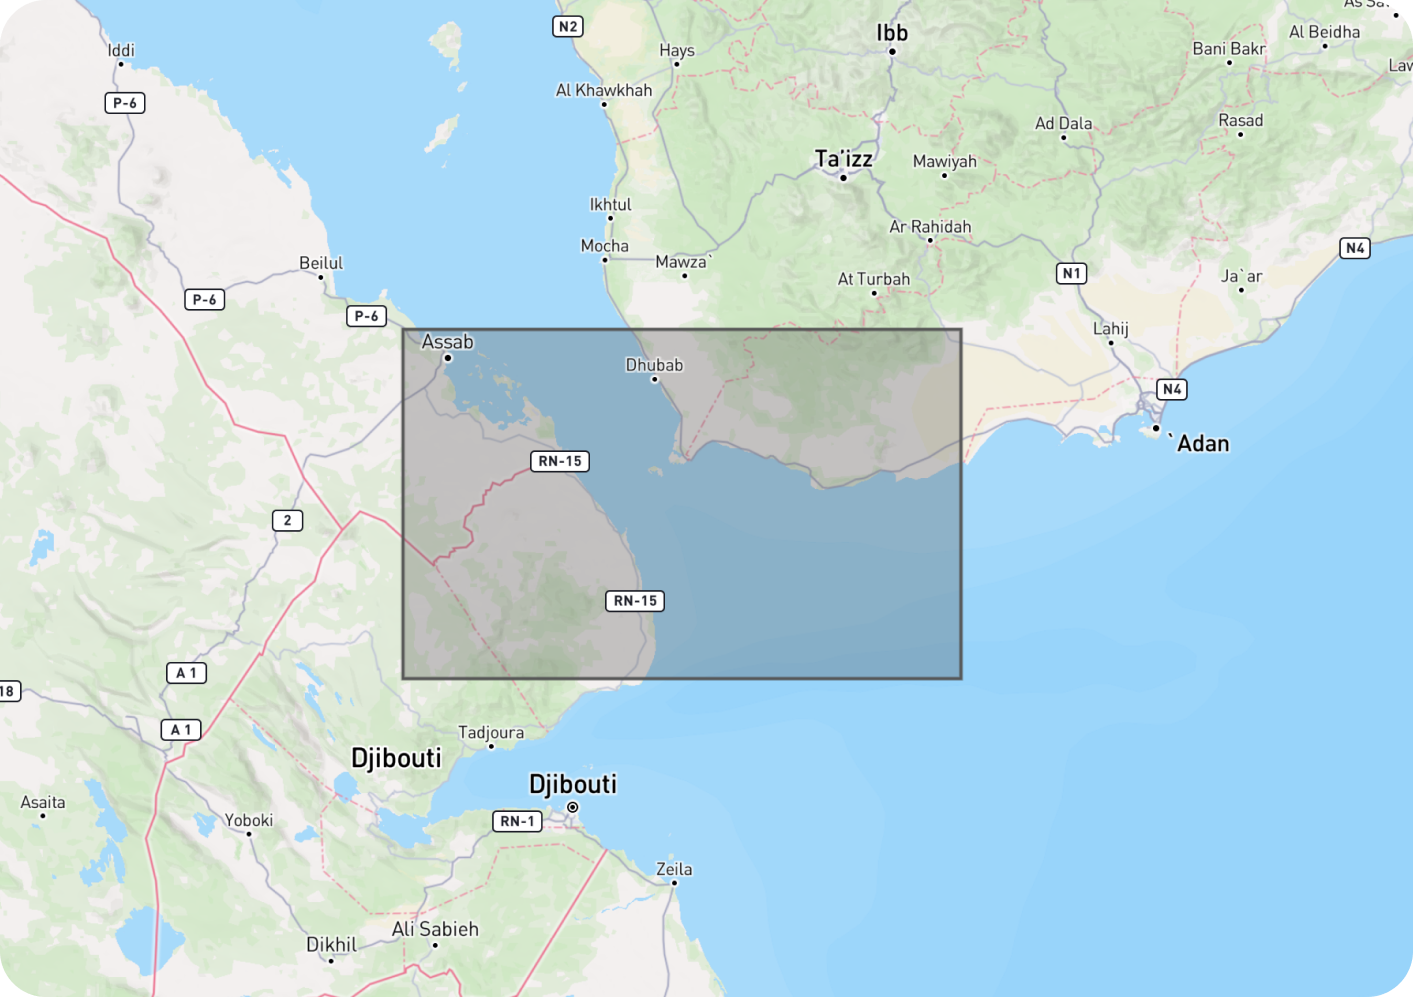 N2
Ibb
As Sa
Al Beidha
Iddi
Hays
Bani Bakr
Law
Al Khawkhah
P-6
Rasad
Ad Dala
Ta'izz
Mawiyah
Ikhtul
Ar Rahidah
Mocha
N4
Mawza`
Beilul
N1
At Turbah
Ja`ar
P-6
P-6
Lahij
Assab
Dhubab
N4
`Adan
RN-15
2
RN-15
A 1
18
A 1
Tadjoura
Djibouti
Djibouti
Asaita
Yoboki
RN-1
Zeila
Ali Sabieh
Dikhil